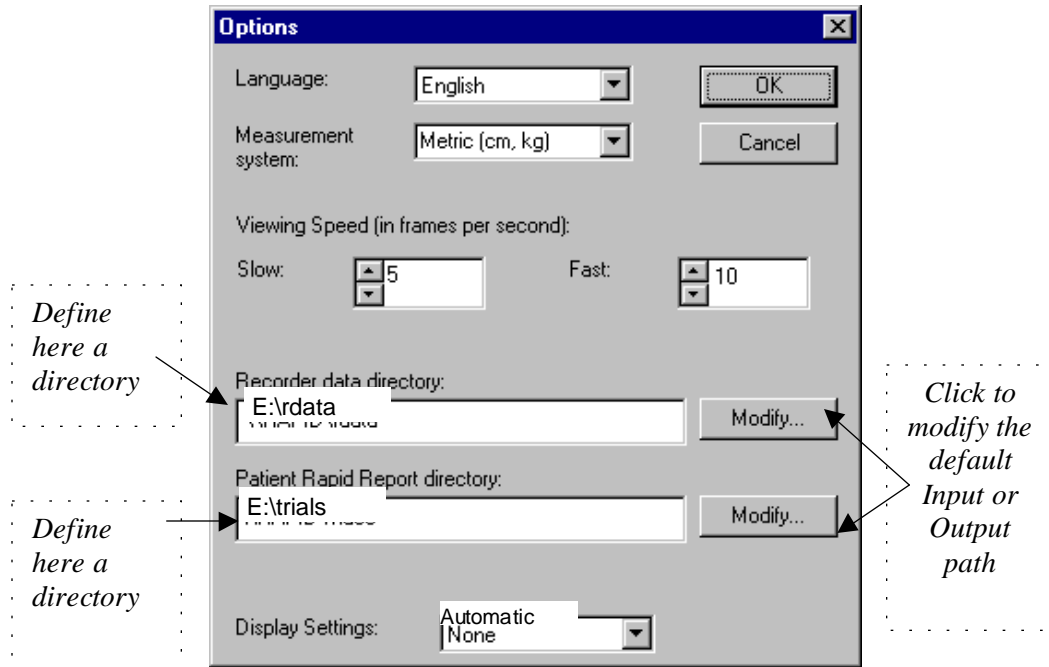 Options
Language:
English
OK
Measurement
system:
Metric (cm, kg)
Cancel
Viewing Speed (in frames per second):
Slow:
5
Fast:
10
Define
here a
directory
Recorder data directory:
E:\rdata
Modify...
Click to
modify the
default
Input or
Output
path
Patient Rapid Report directory:
E:\trials
Modify...
Define
here a
directory
Display Settings:
Automatic
None